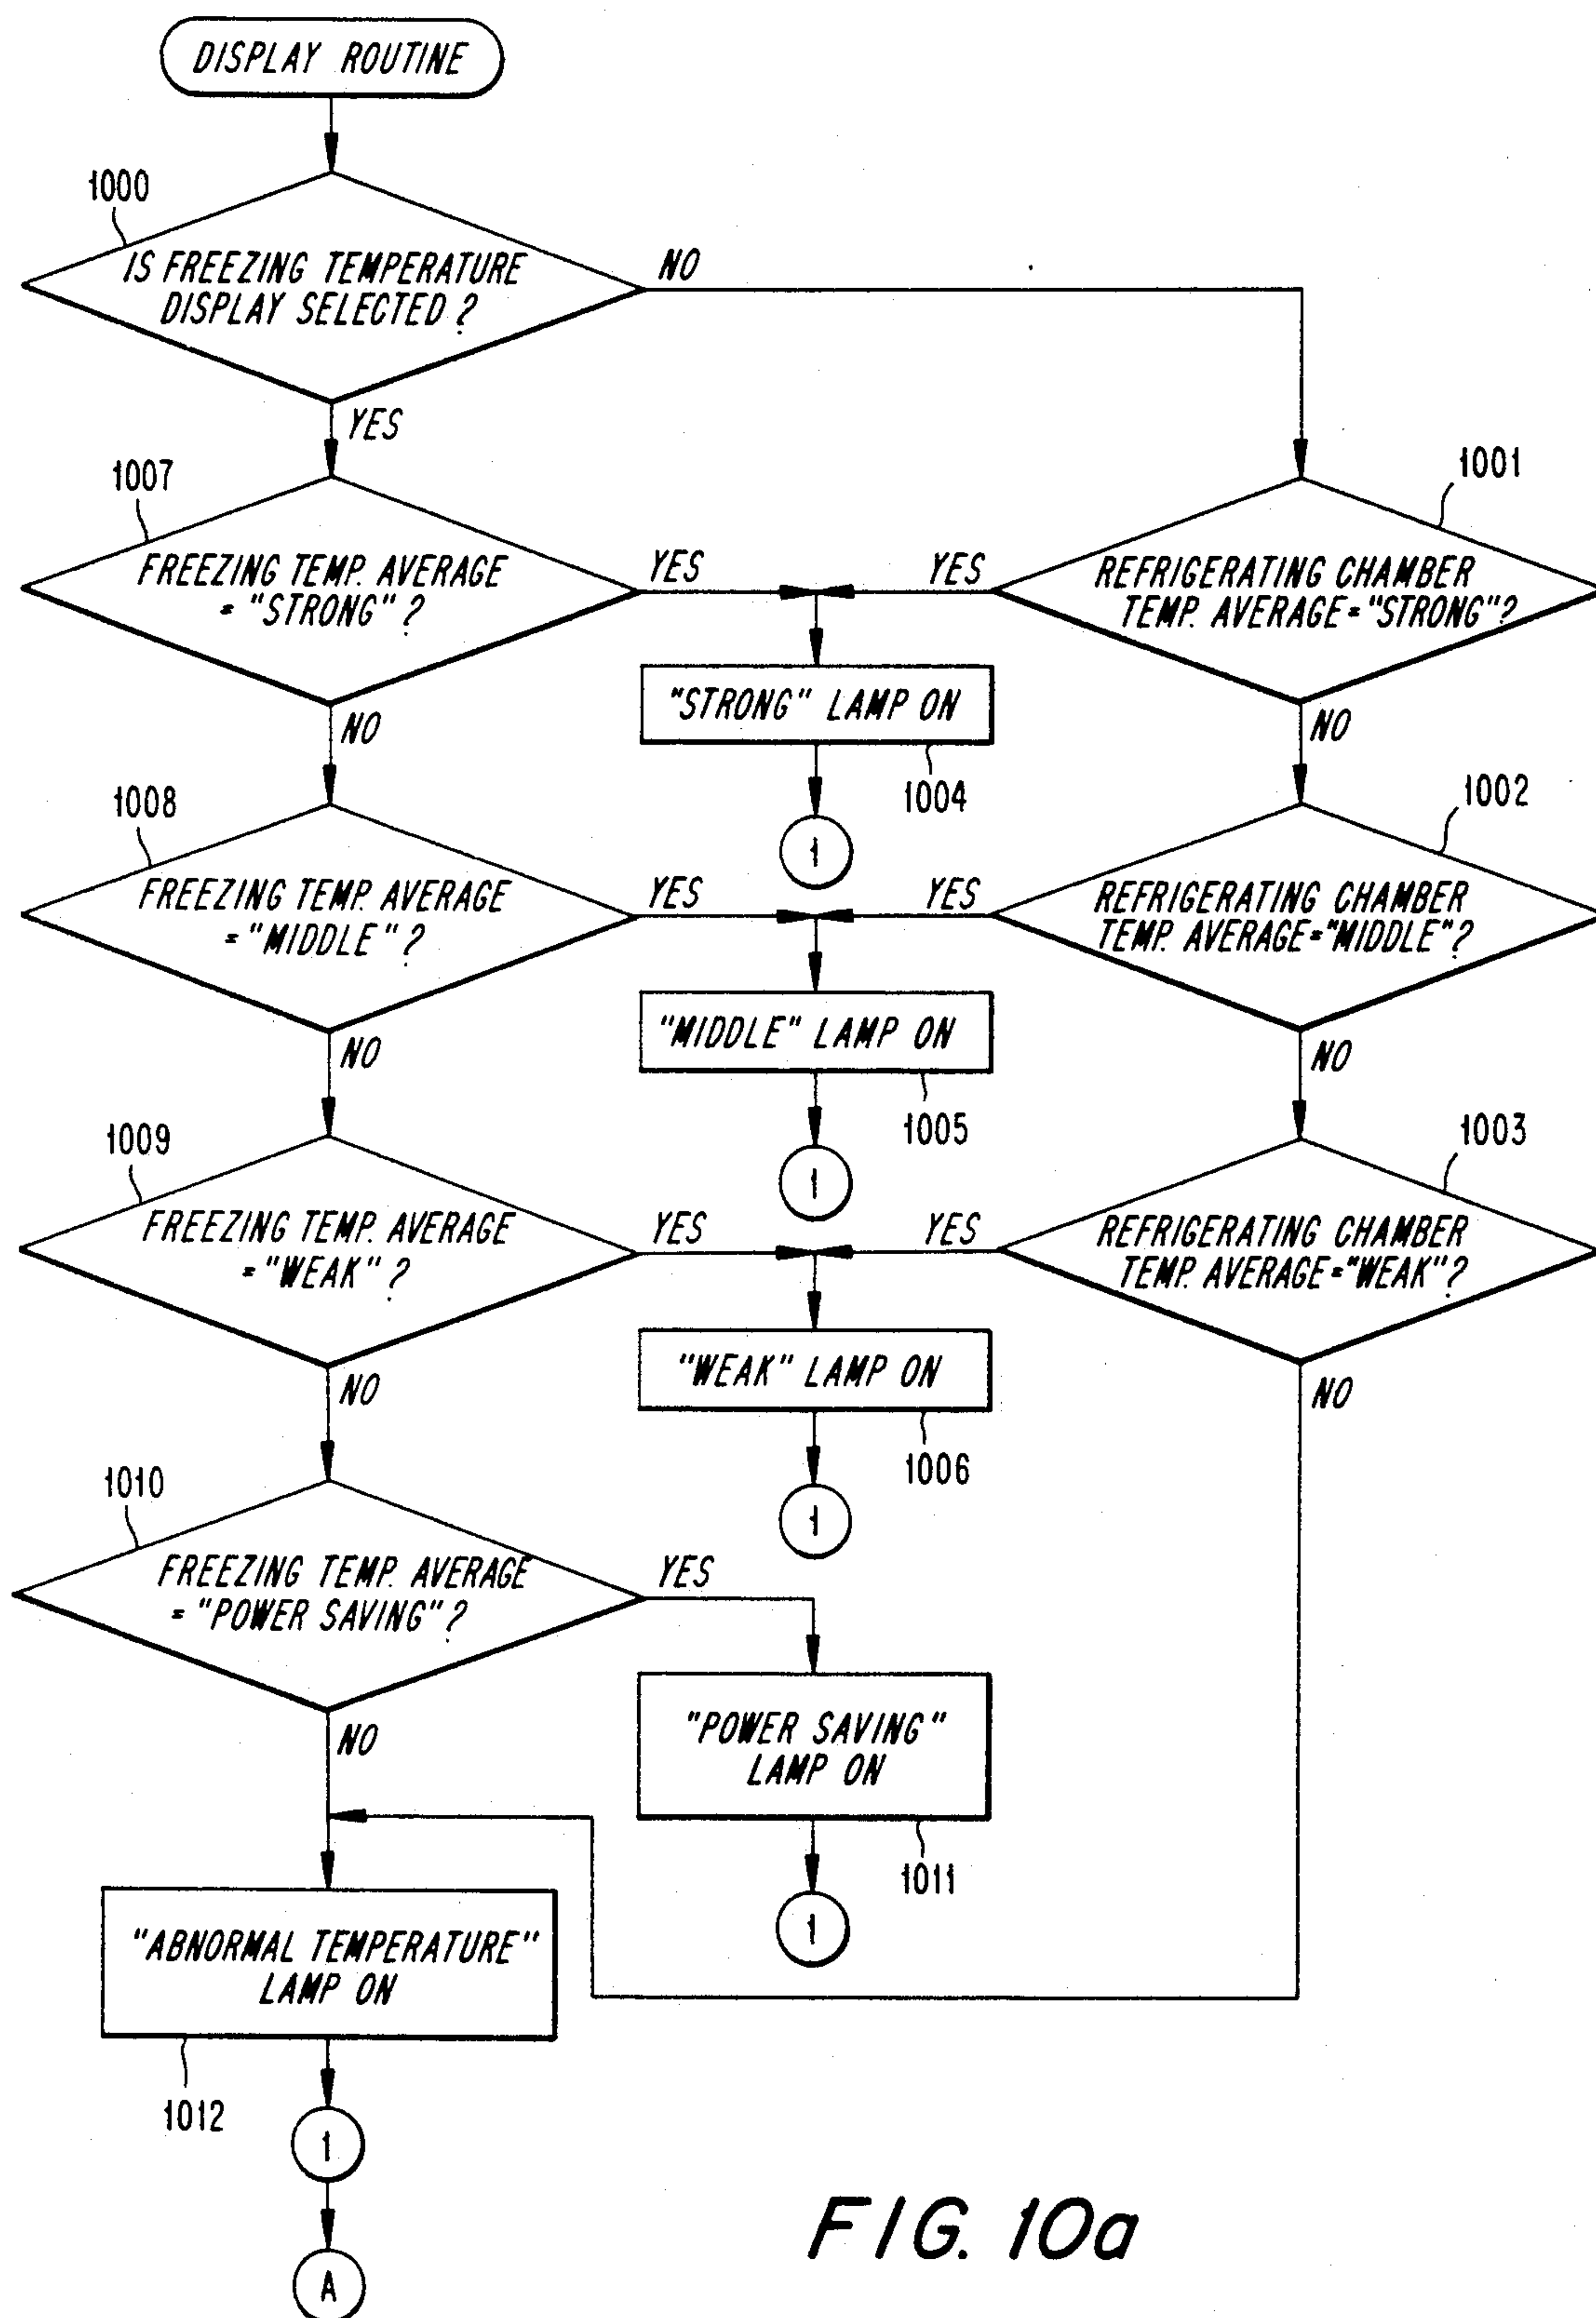 DISPLAY ROUTINE
1000
IS FREEZING TEMPERATURE
DISPLAY SELECTED ?
NO
YES
1007
FREEZING TEMP. AVERAGE
= "STRONG" ?
YES
NO
1001
REFRIGERATING CHAMBER
TEMP. AVERAGE = "STRONG"?
YES
NO
"STRONG" LAMP ON
1004
1
1008
FREEZING TEMP. AVERAGE
= "MIDDLE" ?
YES
NO
1002
REFRIGERATING CHAMBER
TEMP. AVERAGE = "MIDDLE"?
YES
NO
"MIDDLE" LAMP ON
1005
1
1009
FREEZING TEMP. AVERAGE
= "WEAK" ?
YES
NO
1003
REFRIGERATING CHAMBER
TEMP. AVERAGE = "WEAK"?
YES
NO
"WEAK" LAMP ON
1006
1
1010
FREEZING TEMP. AVERAGE
= "POWER SAVING" ?
YES
NO
"POWER SAVING"
LAMP ON
1011
1
"ABNORMAL TEMPERATURE"
LAMP ON
1012
1
A
FIG. 10a